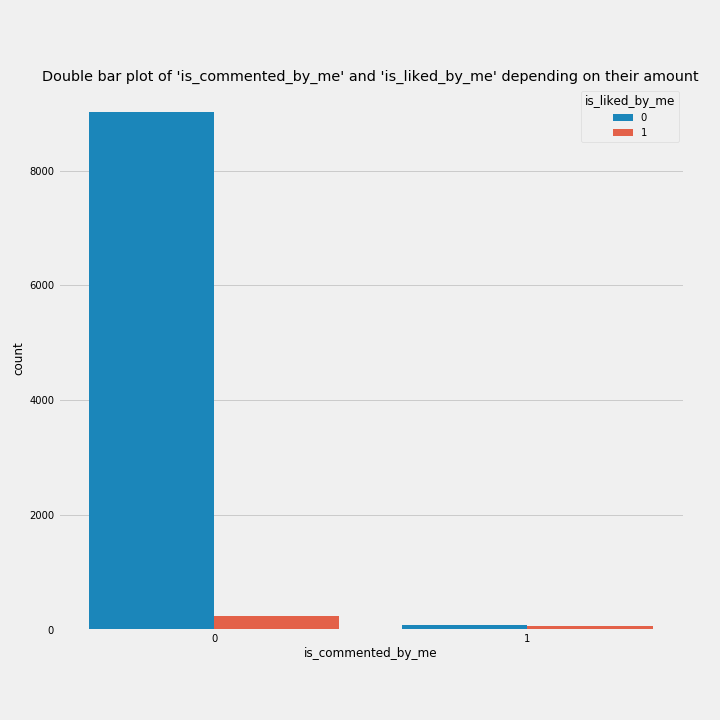 Double bar plot of 'is_commented_by_me' and 'is_liked_by_me' depending on their amount
is_liked_by_me
0
1
8000
6000
4000
2000
0
count
0
1
is_commented_by_me